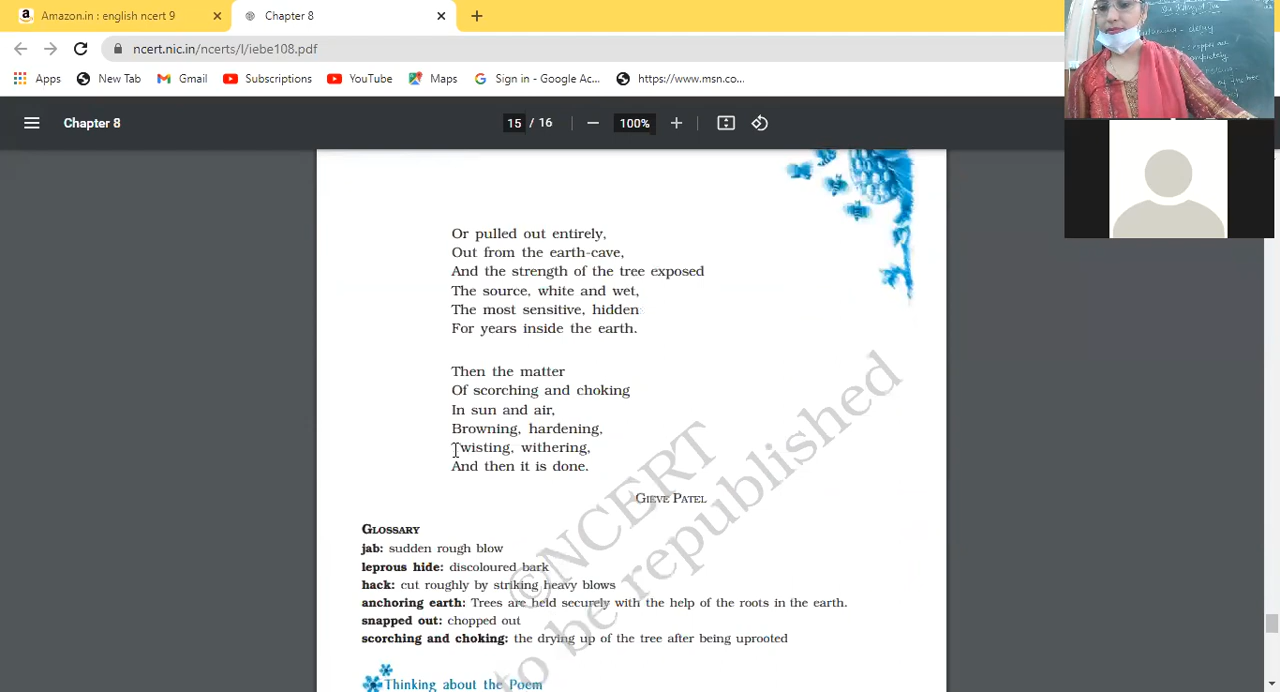 Amazon.in : english ncert 9
Chapter 8
ncert.nic.in/ncerts/l/iebe108.pdf
Apps
New Tab
Gmail
Subscriptions
YouTube
Maps
Sign in - Google Ac...
https://www.msn.co...
Chapter 8
15 / 16
100%
Or pulled out entirely,
Out from the earth-cave,
And the strength of the tree exposed
The source, white and wet,
The most sensitive, hidden
For years inside the earth.
Then the matter
Of scorching and choking
In sun and air,
Browning, hardening,
Twisting, withering,
And then it is done.
GIEVE PATEL
GLOSSARY
jab: sudden rough blow
leprous hide: discoloured bark
hack: cut roughly by striking heavy blows
anchoring earth: Trees are held securely with the help of the roots in the earth.
snapped out: chopped out
scorching and choking: the drying up of the tree after being uprooted
©NCERT
to be republished
Thinking about the Poem